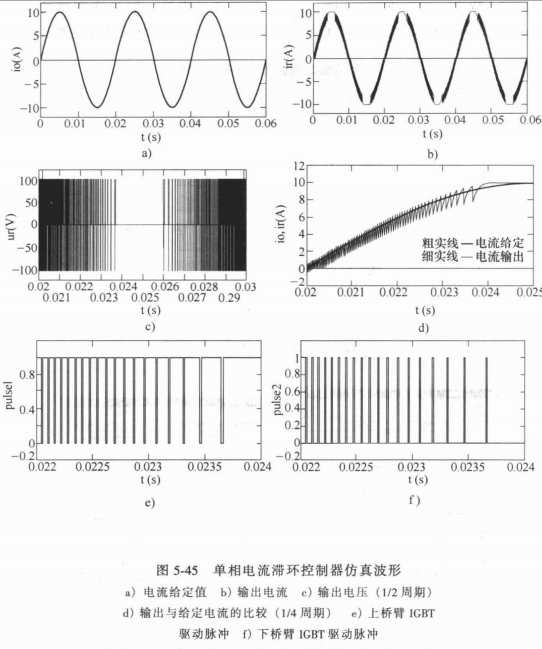 10
5
0
−5
−10
io(A)
0 0.01 0.02 0.03 0.04 0.05 0.06
t (s)
a)
10
5
0
−5
−10
ir(A)
0 0.01 0.02 0.03 0.04 0.05 0.06
t (s)
b)
100
50
0
−50
−100
ur(V)
0.02 0.022 0.024 0.026 0.028 0.03
0.021 0.023 0.025 0.027 0.29
t (s)
c)
12
10
8
6
4
2
0
−2
io, ir(A)
粗实线 — 电流给定
细实线 — 电流输出
0.02 0.021 0.022 0.023 0.024 0.025
t (s)
d)
0.8
0.4
0
−0.2
pulsel
0.022 0.0225 0.023 0.0235 0.024
t (s)
e)
1
0.8
0.6
0.4
0.2
0
−0.2
pulse2
0.022 0.0225 0.023 0.0235 0.024
t (s)
f)
图 5-45 单相电流滞环控制器仿真波形
a) 电流给定值 b) 输出电流 c) 输出电压 (1/2 周期)
d) 输出与给定电流的比较 (1/4 周期) e) 上桥臂 IGBT
驱动脉冲 f) 下桥臂 IGBT 驱动脉冲